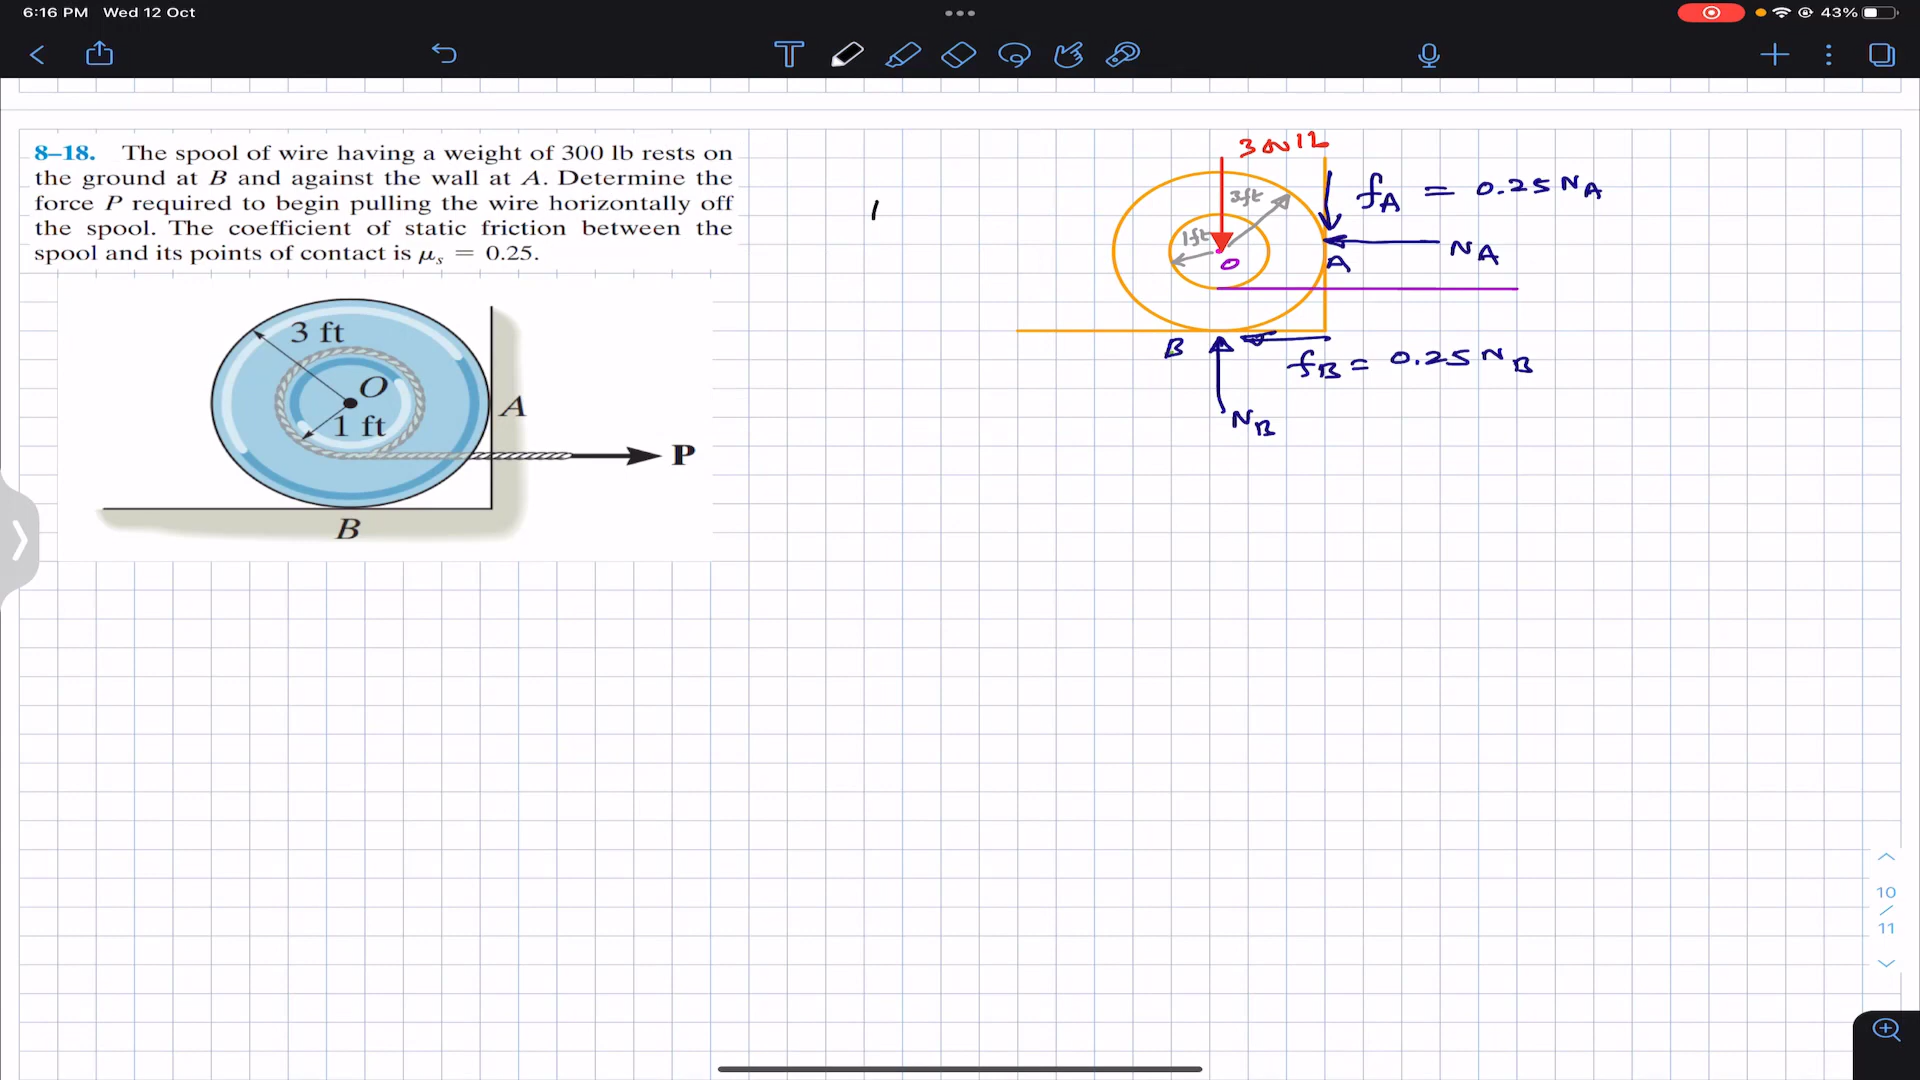 6:16 PM Wed 12 Oct
43%
8–18. The spool of wire having a weight of 300 lb rests on
the ground at B and against the wall at A. Determine the
force P required to begin pulling the wire horizontally off
the spool. The coefficient of static friction between the
spool and its points of contact is μs = 0.25.
3 ft
O
1 ft
A
P
B
300 lb
3ft
fA = 0.25 NA
1ft
O
A
NA
B
fB = 0.25 NB
NB
10
/
11